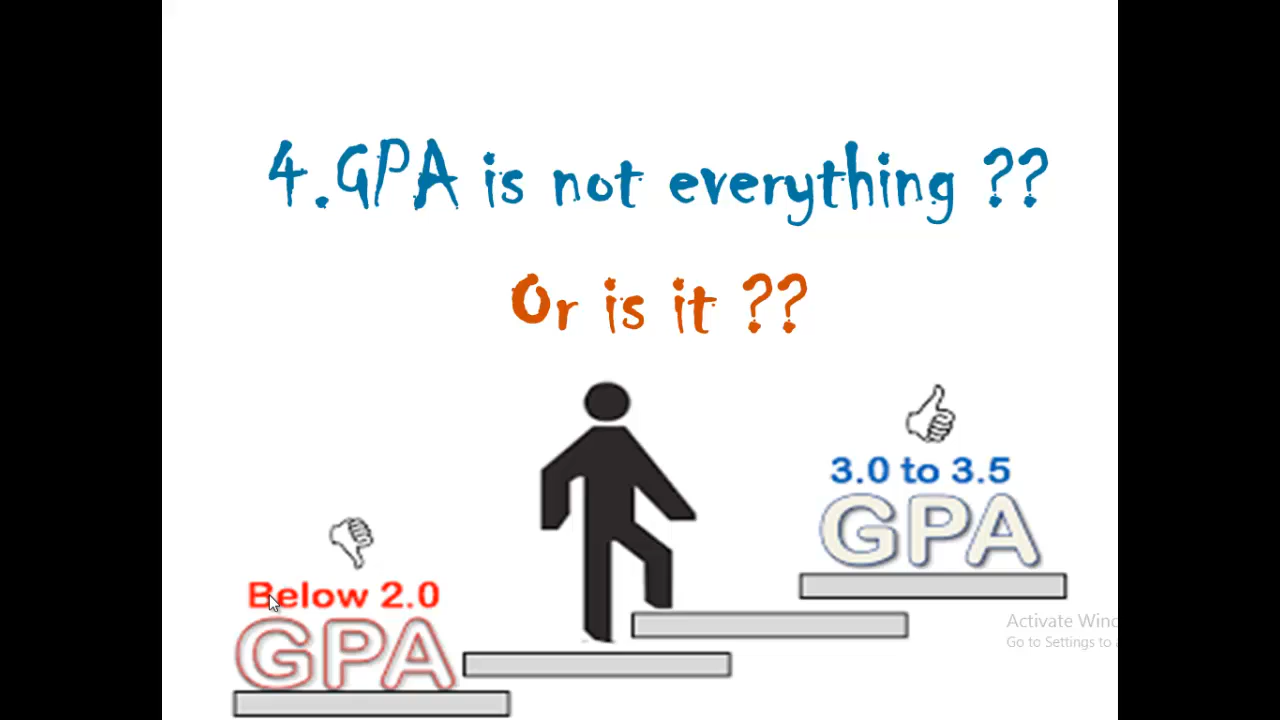 4.GPA is not everything ??
Or is it ??
3.0 to 3.5
GPA
Below 2.0
GPA
Activate Wind
Go to Settings to